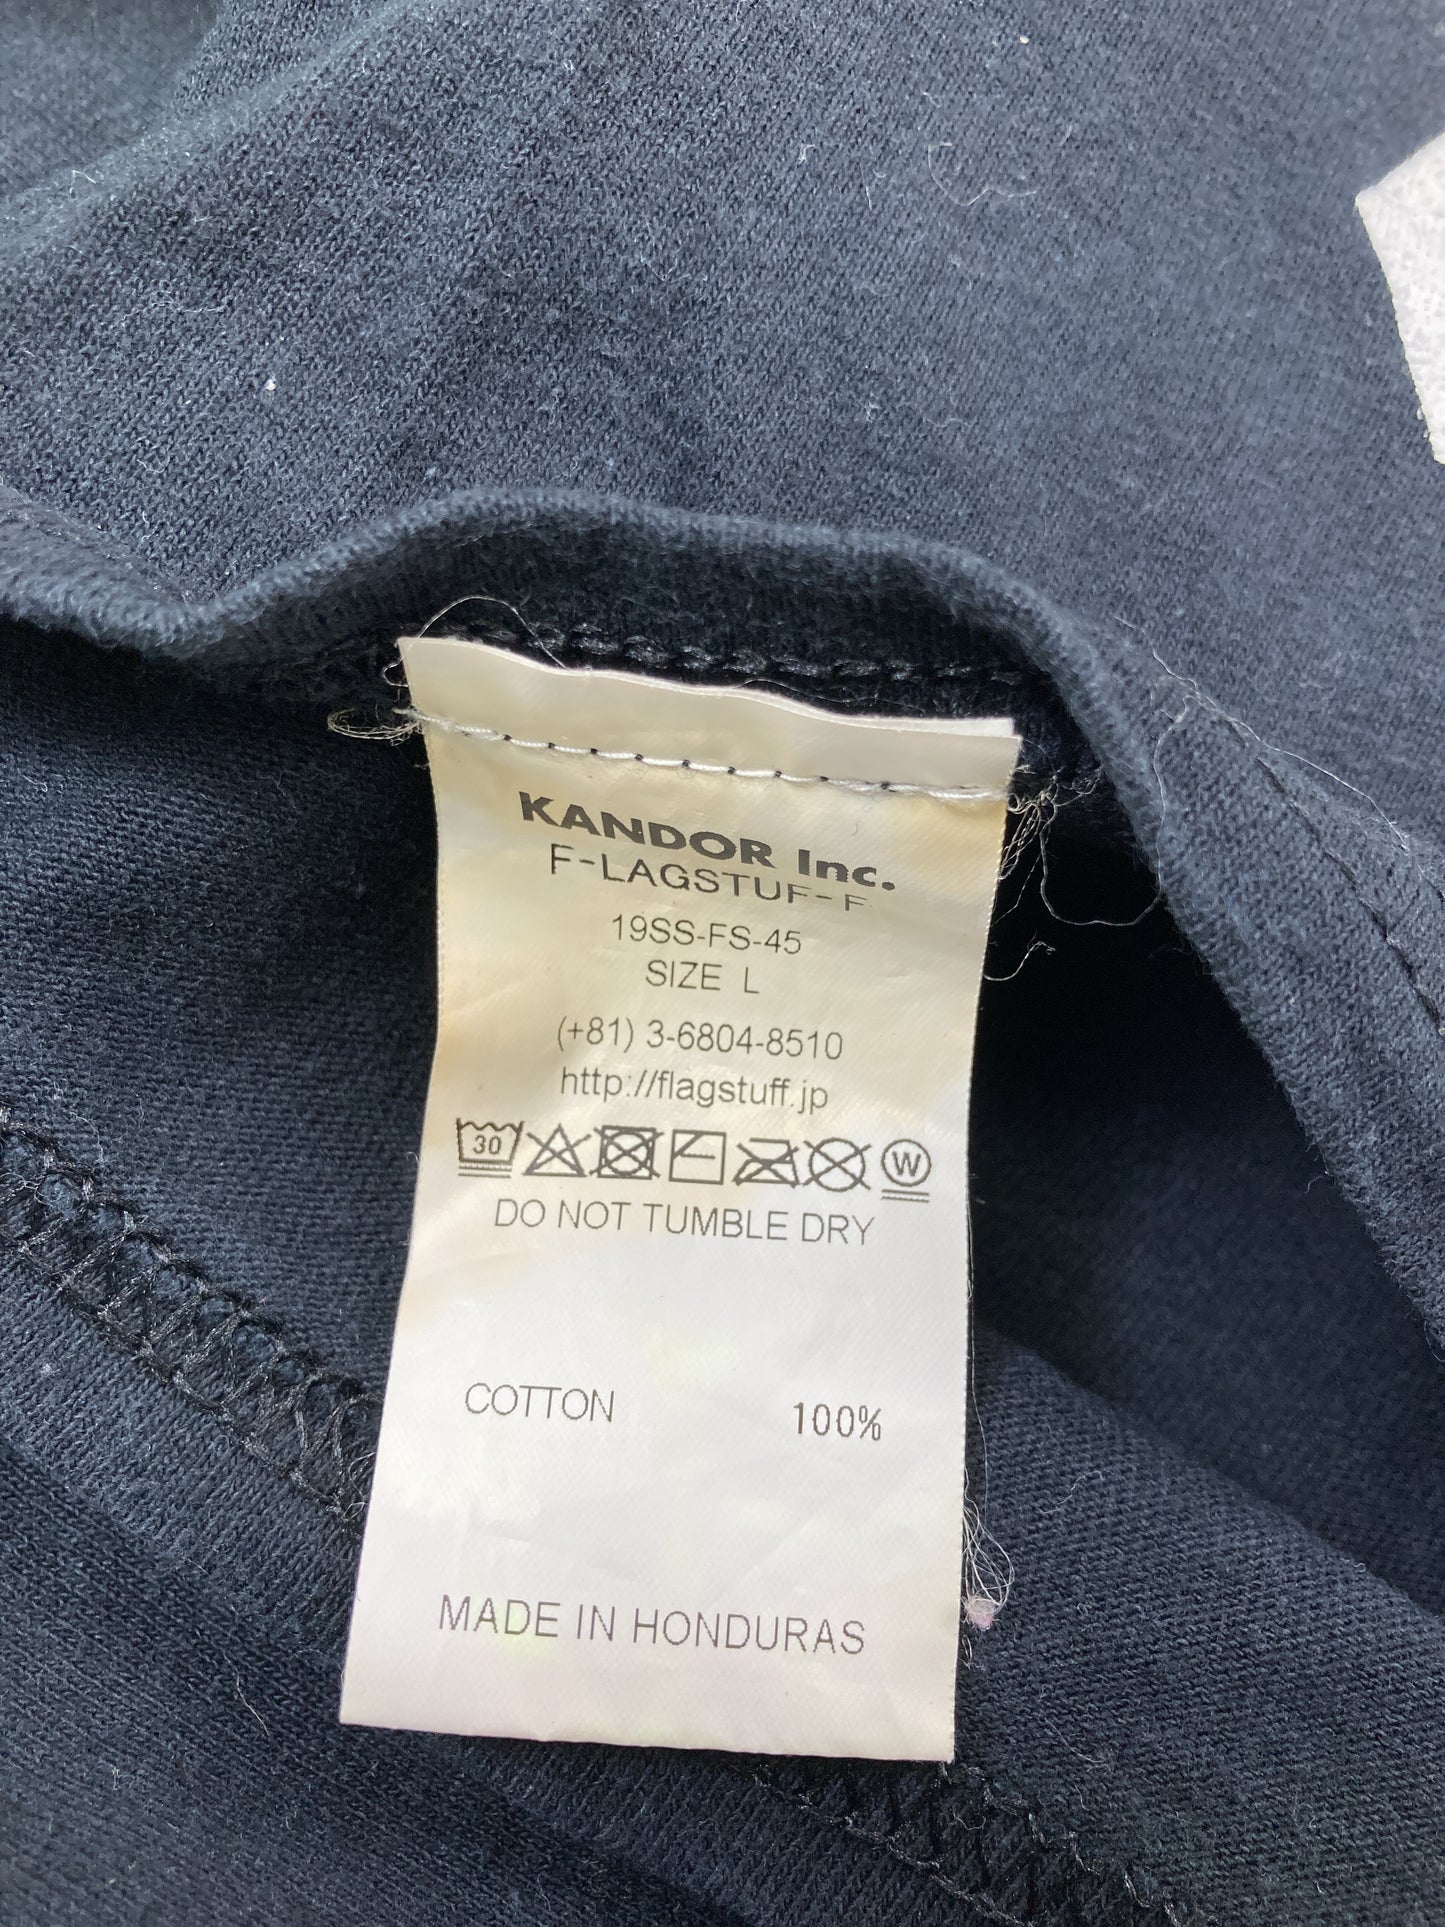 KANDOR Inc.
F-LAGSTUF-F
19SS-FS-45
SIZE L
(+81) 3-6804-8510
http://flagstuff.jp
30 W
DO NOT TUMBLE DRY
COTTON 100%
MADE IN HONDURAS